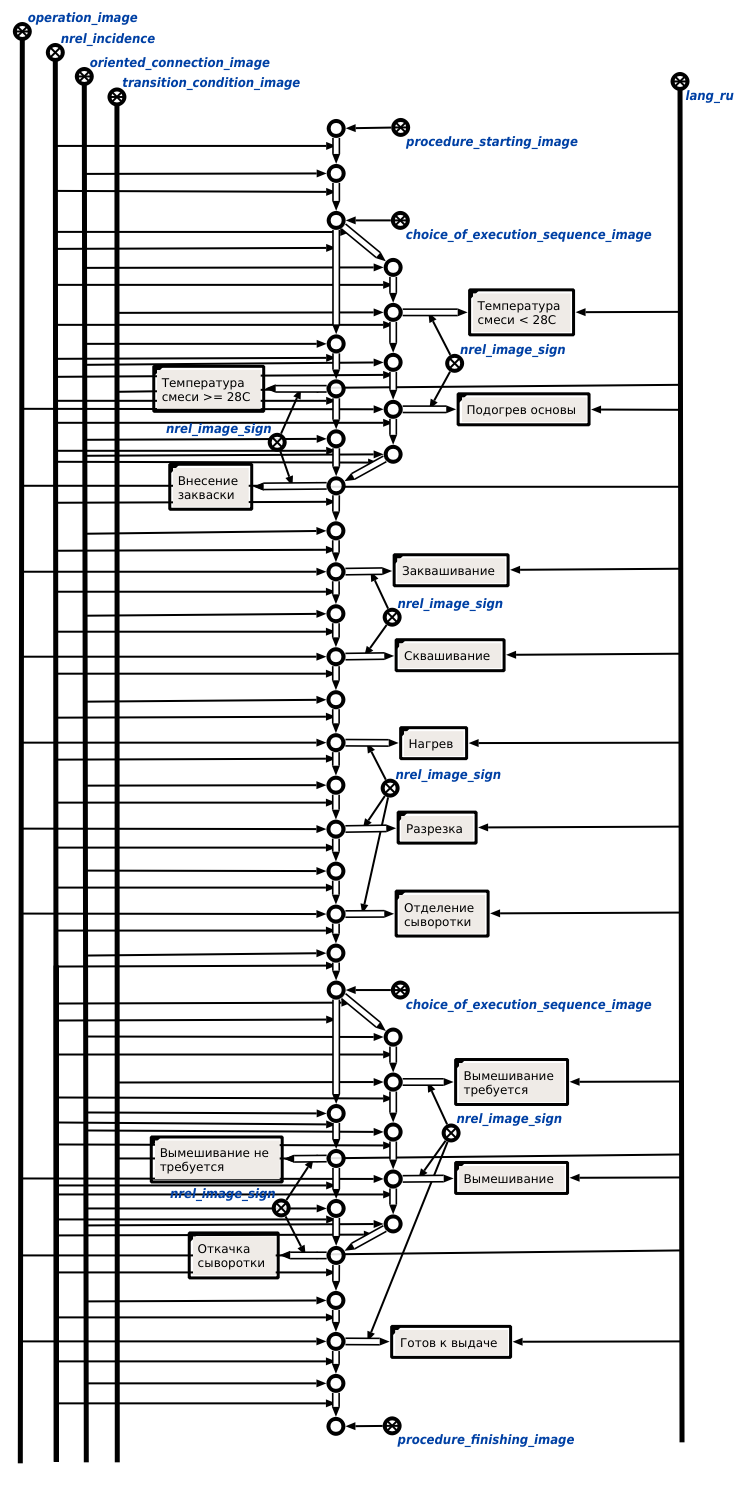 operation_image
nrel_incidence
oriented_connection_image
transition_condition_image
lang_ru
procedure_starting_image
choice_of_execution_sequence_image
Температура
смеси < 28C
nrel_image_sign
Температура
смеси >= 28C
Подогрев основы
nrel_image_sign
Внесение
закваски
Заквашивание
nrel_image_sign
Сквашивание
Нагрев
nrel_image_sign
Разрезка
Отделение
сыворотки
choice_of_execution_sequence_image
Вымешивание
требуется
nrel_image_sign
Вымешивание не
требуется
Вымешивание
nrel_image_sign
Откачка
сыворотки
Готов к выдаче
procedure_finishing_image